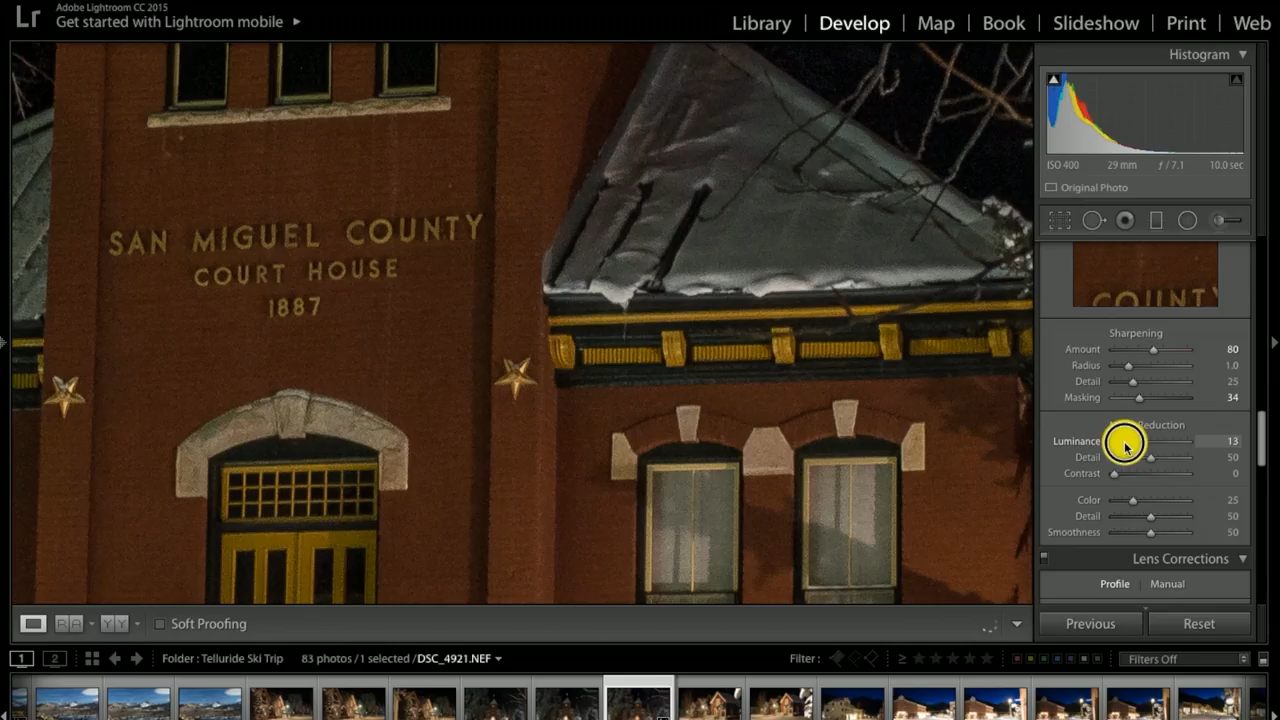 Lr
Adobe Lightroom CC 2015
Get started with Lightroom mobile
Library | Develop | Map | Book | Slideshow | Print | Web
Histogram
ISO 400 29 mm ƒ / 7.1 10.0 sec
Original Photo
SAN MIGUEL COUNTY
COURT HOUSE
1887
COUNTY
Sharpening
Amount 80
Radius 1.0
Detail 25
Masking 34
Reduction
Luminance 13
Detail 50
Contrast 0
Color 25
Detail 50
Smoothness 50
Lens Corrections
Profile Manual
R A Y Y Soft Proofing
Previous Reset
1 2 Folder : Telluride Ski Trip 83 photos / 1 selected / DSC_4921.NEF Filter : ≥ Filters Off